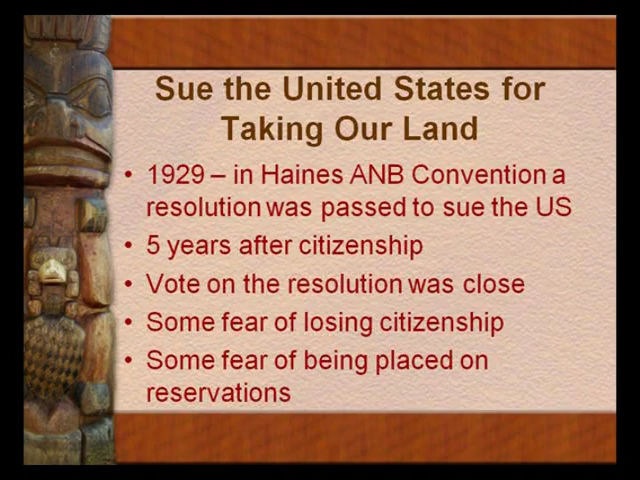 Sue the United States for
Taking Our Land
• 1929 – in Haines ANB Convention a
resolution was passed to sue the US
• 5 years after citizenship
• Vote on the resolution was close
• Some fear of losing citizenship
• Some fear of being placed on
reservations